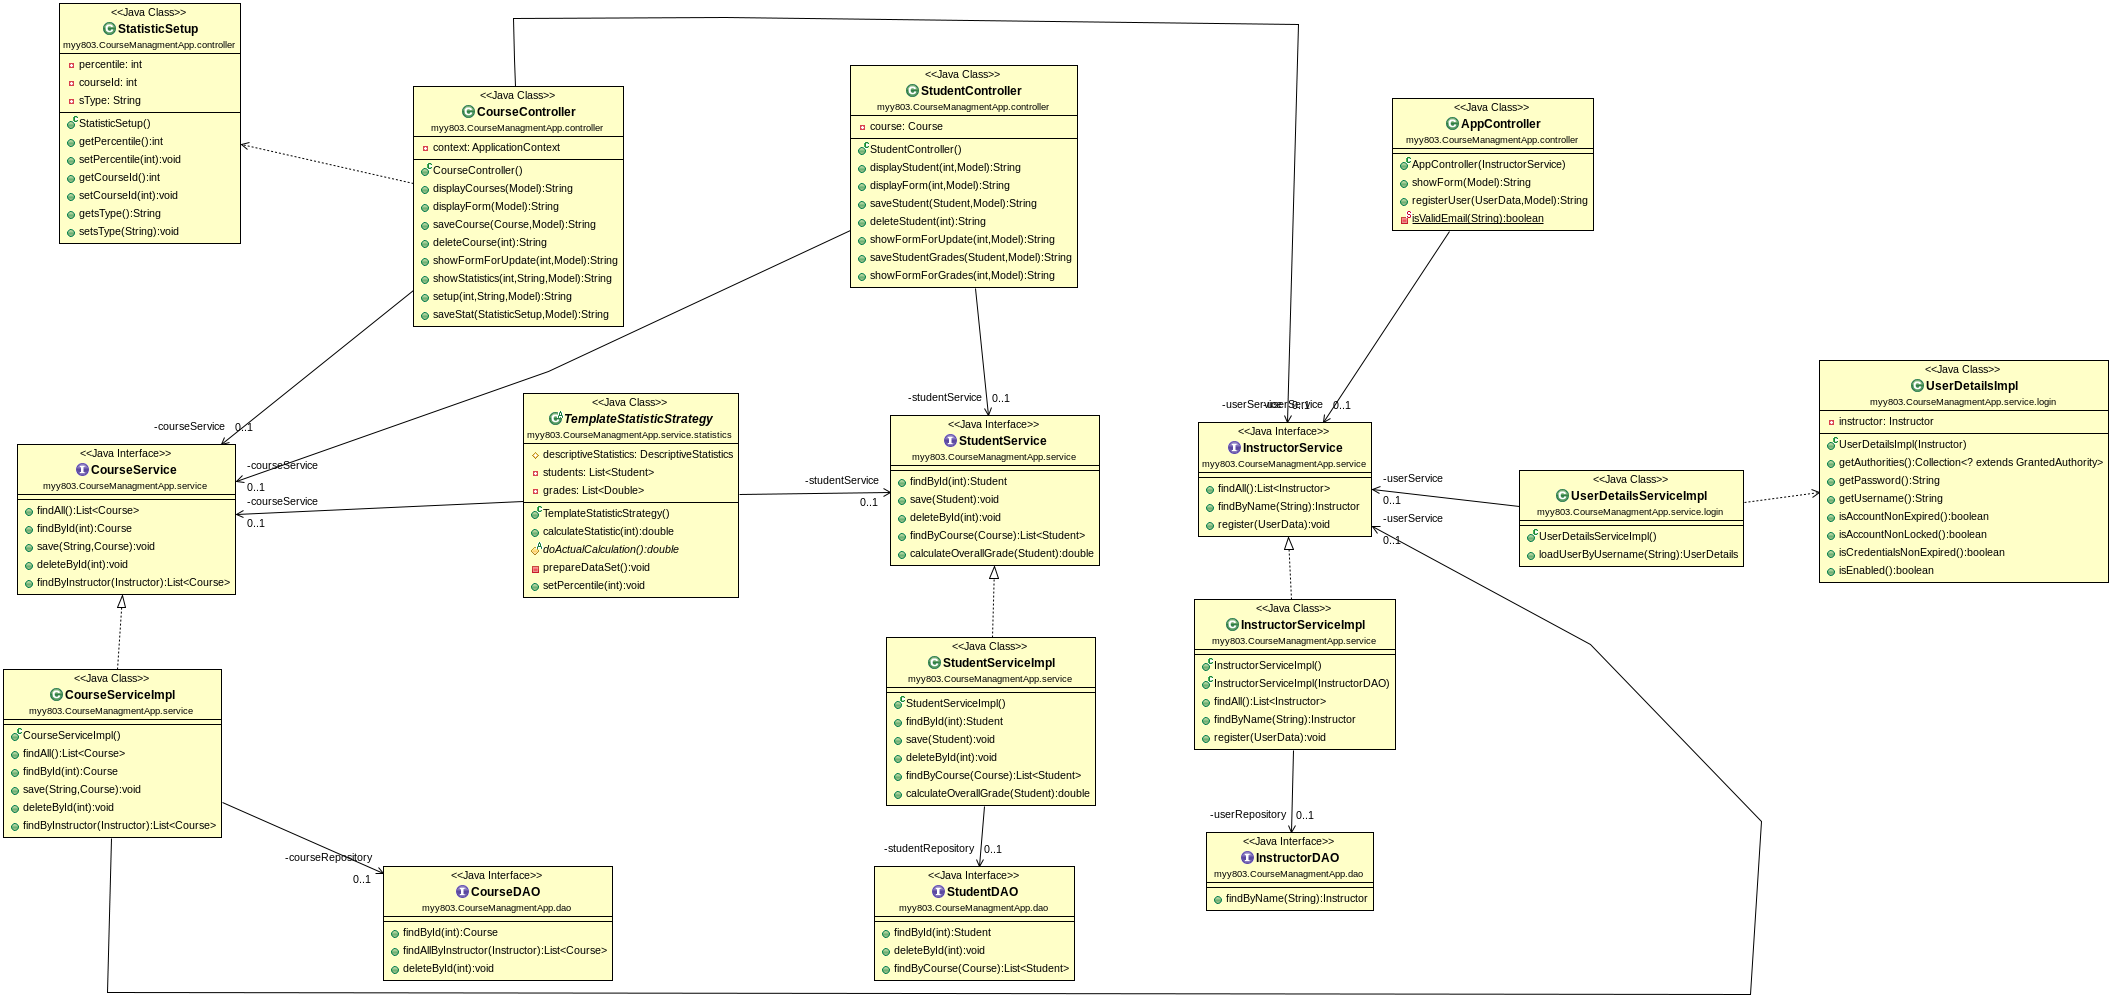 <<Java Class>>
StatisticSetup
myy803.CourseManagmentApp.controller
percentile: int
courseId: int
sType: String
StatisticSetup()
getPercentile():int
setPercentile(int):void
getCourseId():int
setCourseId(int):void
getsType():String
setsType(String):void
<<Java Class>>
CourseController
myy803.CourseManagmentApp.controller
context: ApplicationContext
CourseController()
displayCourses(Model):String
displayForm(Model):String
saveCourse(Course,Model):String
deleteCourse(int):String
showFormForUpdate(int,Model):String
showStatistics(int,String,Model):String
setup(int,String,Model):String
saveStat(StatisticSetup,Model):String
<<Java Class>>
StudentController
myy803.CourseManagmentApp.controller
course: Course
StudentController()
displayStudent(int,Model):String
displayForm(int,Model):String
saveStudent(Student,Model):String
deleteStudent(int):String
showFormForUpdate(int,Model):String
saveStudentGrades(Student,Model):String
showFormForGrades(int,Model):String
<<Java Class>>
AppController
myy803.CourseManagmentApp.controller
AppController(InstructorService)
showForm(Model):String
registerUser(UserData,Model):String
isValidEmail(String):boolean
-courseService 0..1
-courseService
0..1
-courseService
0..1
<<Java Interface>>
CourseService
myy803.CourseManagmentApp.service
findAll():List<Course>
findById(int):Course
save(String,Course):void
deleteById(int):void
findByInstructor(Instructor):List<Course>
<<Java Class>>
TemplateStatisticStrategy
myy803.CourseManagmentApp.service.statistics
descriptiveStatistics: DescriptiveStatistics
students: List<Student>
grades: List<Double>
TemplateStatisticStrategy()
calculateStatistic(int):double
doActualCalculation():double
prepareDataSet():void
setPercentile(int):void
-studentService 0..1
-studentService
0..1
<<Java Interface>>
StudentService
myy803.CourseManagmentApp.service
findById(int):Student
save(Student):void
deleteById(int):void
findByCourse(Course):List<Student>
calculateOverallGrade(Student):double
-userService 0..1
-userService 0..1
<<Java Interface>>
InstructorService
myy803.CourseManagmentApp.service
findAll():List<Instructor>
findByName(String):Instructor
register(UserData):void
-userService
0..1
-userService
0..1
<<Java Class>>
UserDetailsServiceImpl
myy803.CourseManagmentApp.service.login
UserDetailsServiceImpl()
loadUserByUsername(String):UserDetails
<<Java Class>>
UserDetailsImpl
myy803.CourseManagmentApp.service.login
instructor: Instructor
UserDetailsImpl(Instructor)
getAuthorities():Collection<? extends GrantedAuthority>
getPassword():String
getUsername():String
isAccountNonExpired():boolean
isAccountNonLocked():boolean
isCredentialsNonExpired():boolean
isEnabled():boolean
<<Java Class>>
CourseServiceImpl
myy803.CourseManagmentApp.service
CourseServiceImpl()
findAll():List<Course>
findById(int):Course
save(String,Course):void
deleteById(int):void
findByInstructor(Instructor):List<Course>
<<Java Class>>
StudentServiceImpl
myy803.CourseManagmentApp.service
StudentServiceImpl()
findById(int):Student
save(Student):void
deleteById(int):void
findByCourse(Course):List<Student>
calculateOverallGrade(Student):double
<<Java Class>>
InstructorServiceImpl
myy803.CourseManagmentApp.service
InstructorServiceImpl()
InstructorServiceImpl(InstructorDAO)
findAll():List<Instructor>
findByName(String):Instructor
register(UserData):void
-courseRepository
0..1
<<Java Interface>>
CourseDAO
myy803.CourseManagmentApp.dao
findById(int):Course
findAllByInstructor(Instructor):List<Course>
deleteById(int):void
-studentRepository 0..1
<<Java Interface>>
StudentDAO
myy803.CourseManagmentApp.dao
findById(int):Student
deleteById(int):void
findByCourse(Course):List<Student>
-userRepository 0..1
<<Java Interface>>
InstructorDAO
myy803.CourseManagmentApp.dao
findByName(String):Instructor